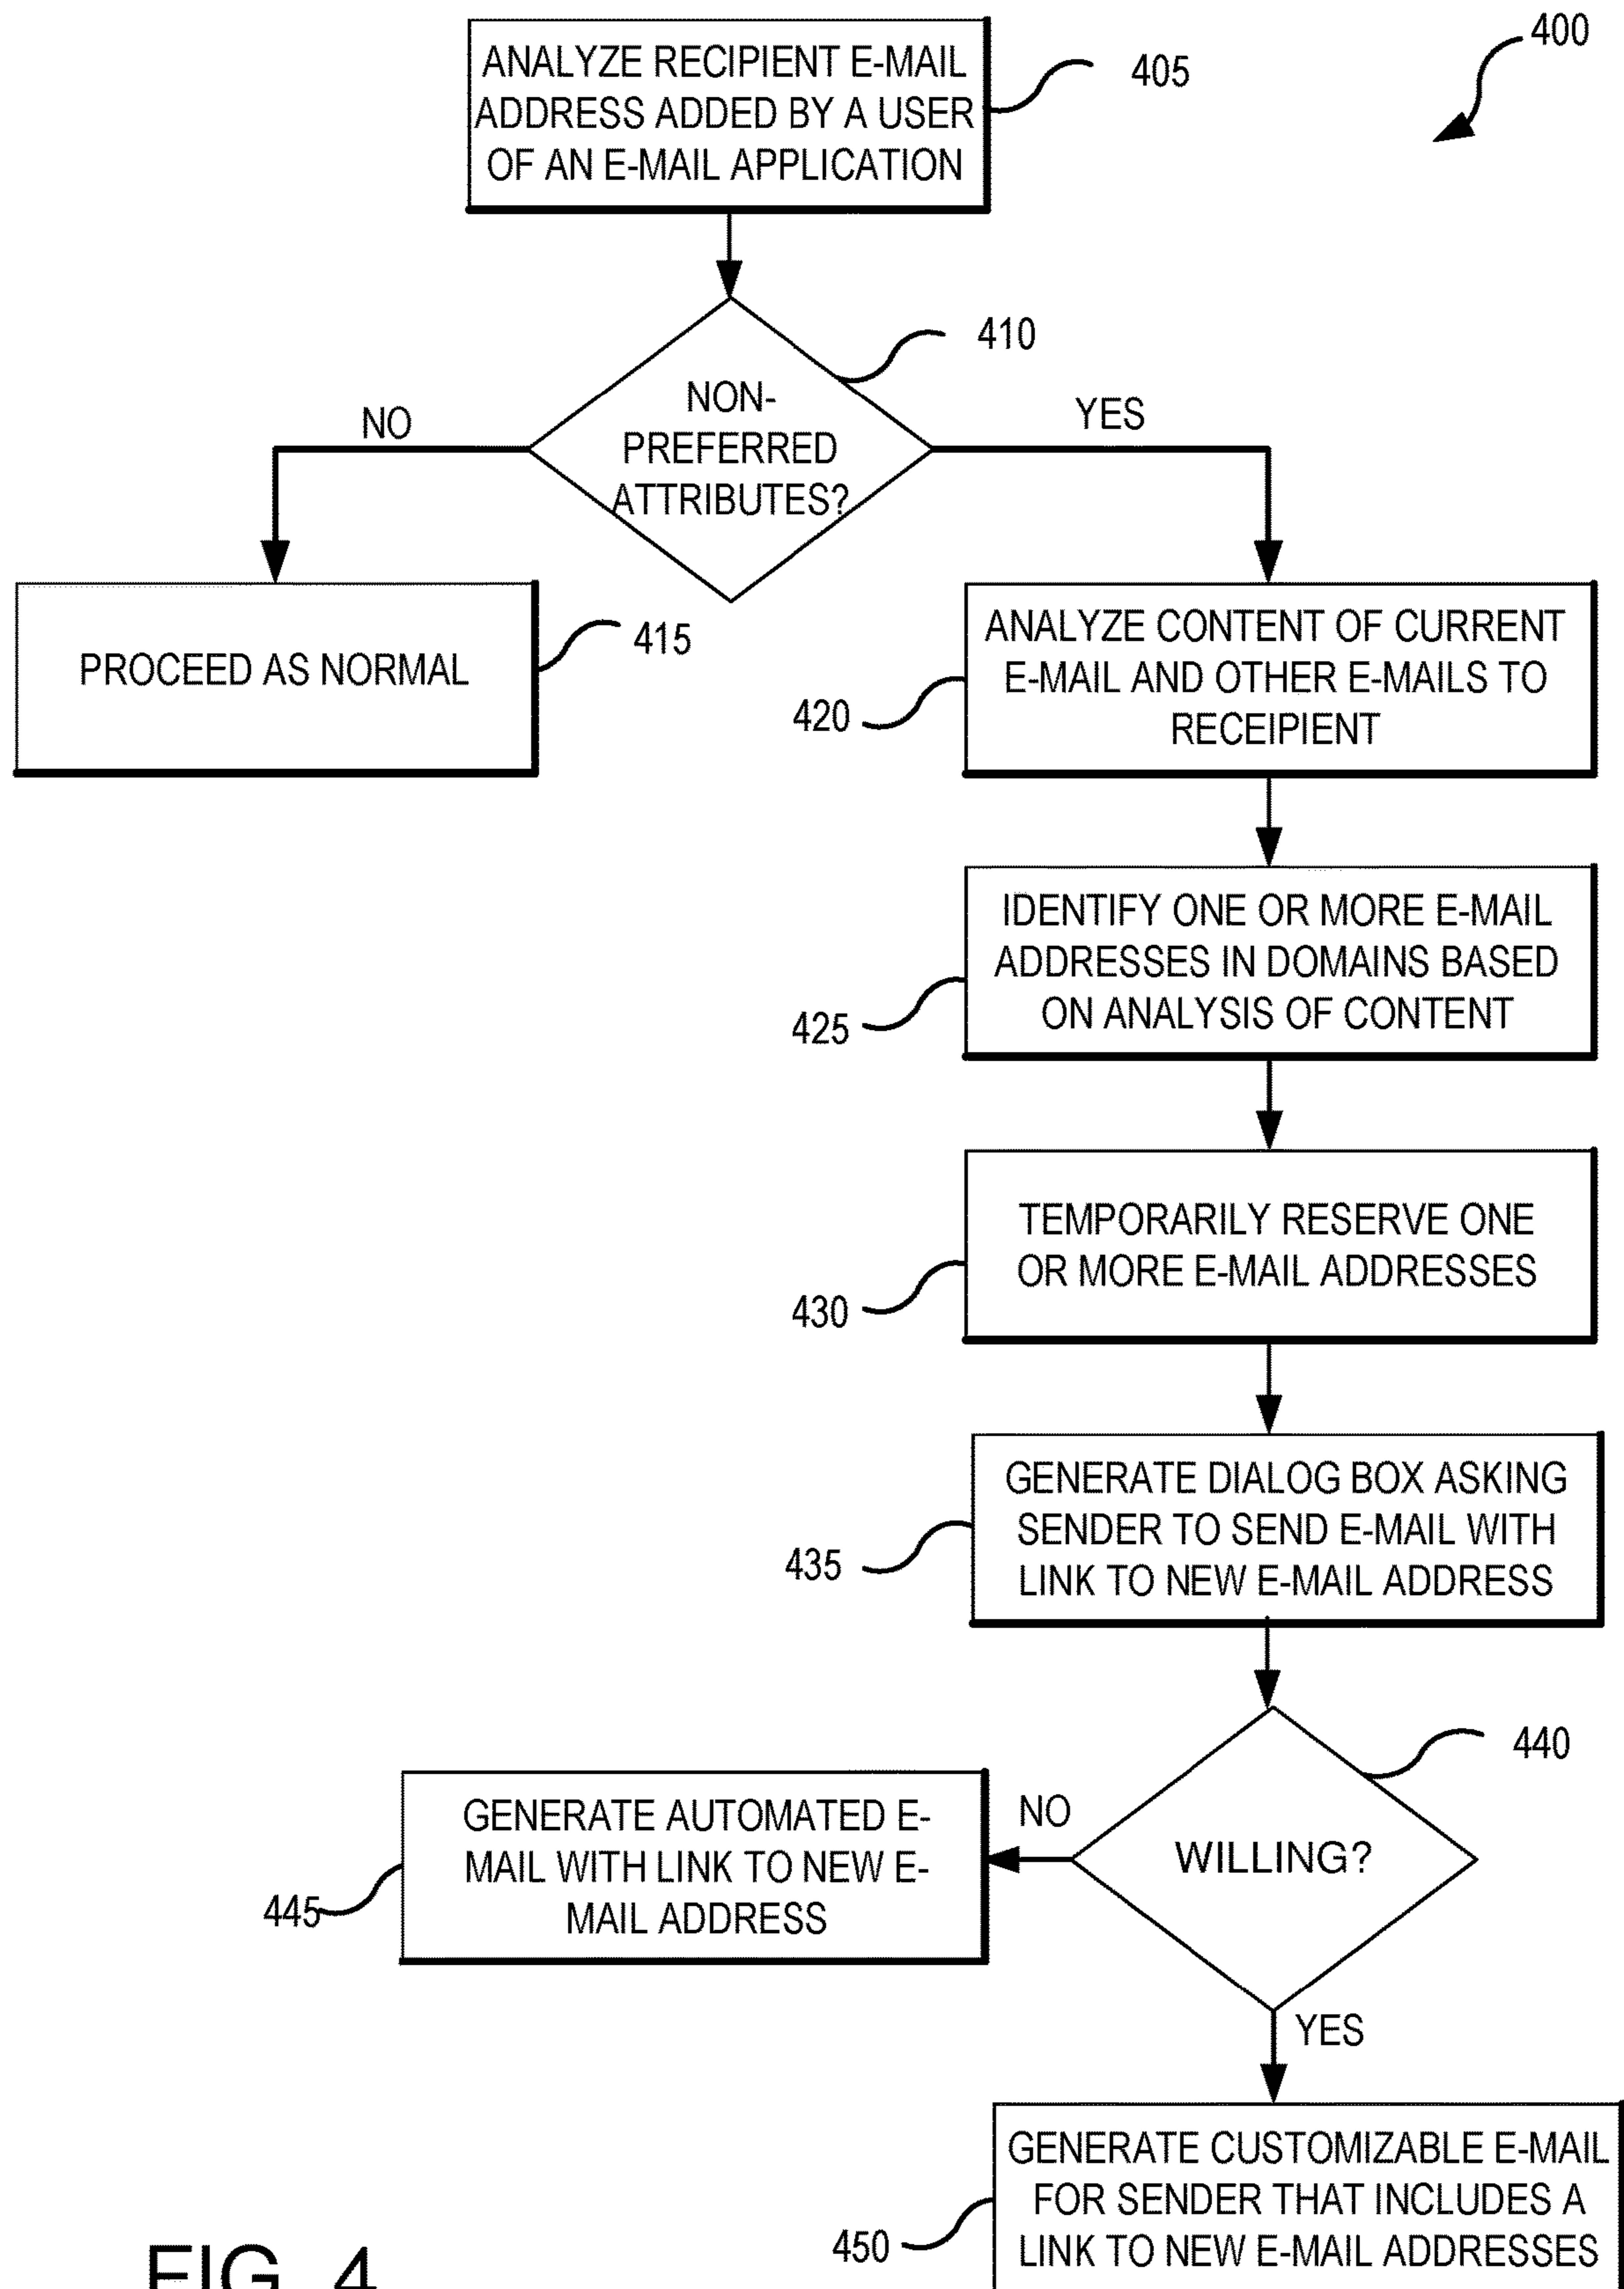 400
ANALYZE RECIPIENT E-MAIL
ADDRESS ADDED BY A USER
OF AN E-MAIL APPLICATION
405
410
NON-
PREFERRED
ATTRIBUTES?
NO
YES
PROCEED AS NORMAL
415
ANALYZE CONTENT OF CURRENT
E-MAIL AND OTHER E-MAILS TO
RECEIPIENT
420
IDENTIFY ONE OR MORE E-MAIL
ADDRESSES IN DOMAINS BASED
ON ANALYSIS OF CONTENT
425
TEMPORARILY RESERVE ONE
OR MORE E-MAIL ADDRESSES
430
GENERATE DIALOG BOX ASKING
SENDER TO SEND E-MAIL WITH
LINK TO NEW E-MAIL ADDRESS
435
440
WILLING?
NO
GENERATE AUTOMATED E-
MAIL WITH LINK TO NEW E-
MAIL ADDRESS
445
YES
GENERATE CUSTOMIZABLE E-MAIL
FOR SENDER THAT INCLUDES A
LINK TO NEW E-MAIL ADDRESSES
450
FIG. 4